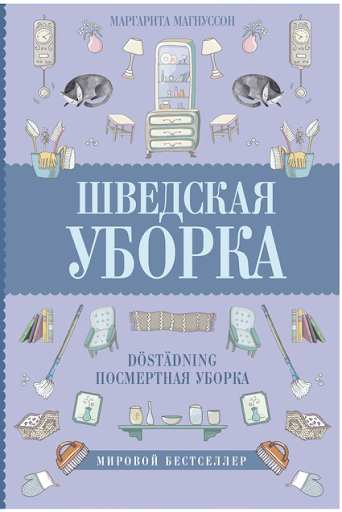 МАРГАРИТА МАГНУССОН
ШВЕДСКАЯ
УБОРКА
DÖSTÄDNING
ПОСМЕРТНАЯ УБОРКА
МИРОВОЙ БЕСТСЕЛЛЕР